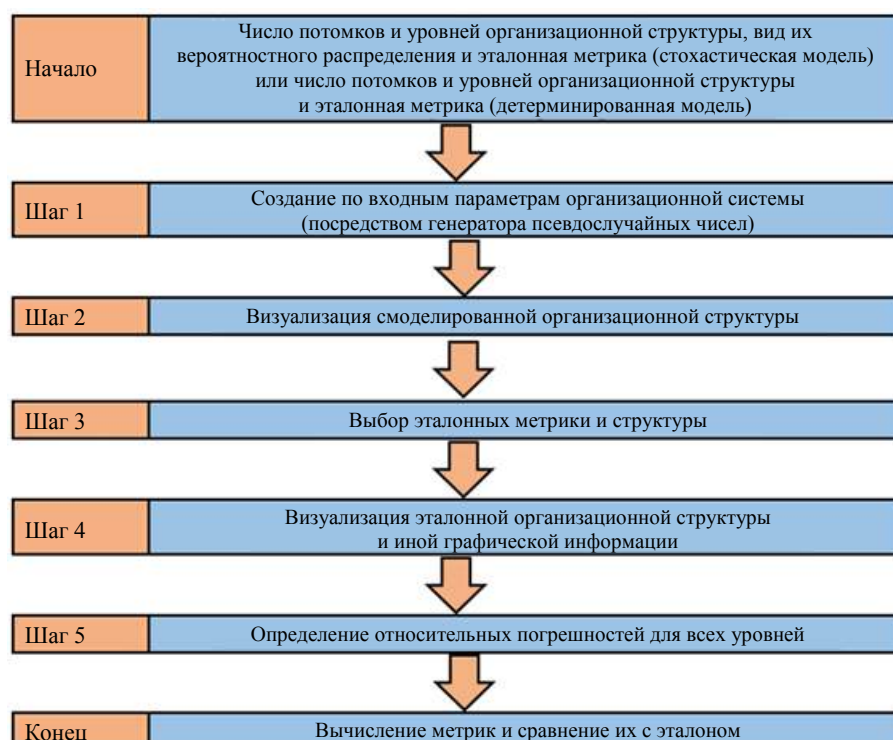 Начало
Число потомков и уровней организационной структуры, вид их
вероятностного распределения и эталонная метрика (стохастическая модель)
или число потомков и уровней организационной структуры
и эталонная метрика (детерминированная модель)
Шаг 1
Создание по входным параметрам организационной системы
(посредством генератора псевдослучайных чисел)
Шаг 2
Визуализация смоделированной организационной структуры
Шаг 3
Выбор эталонных метрики и структуры
Шаг 4
Визуализация эталонной организационной структуры
и иной графической информации
Шаг 5
Определение относительных погрешностей для всех уровней
Конец
Вычисление метрик и сравнение их с эталоном